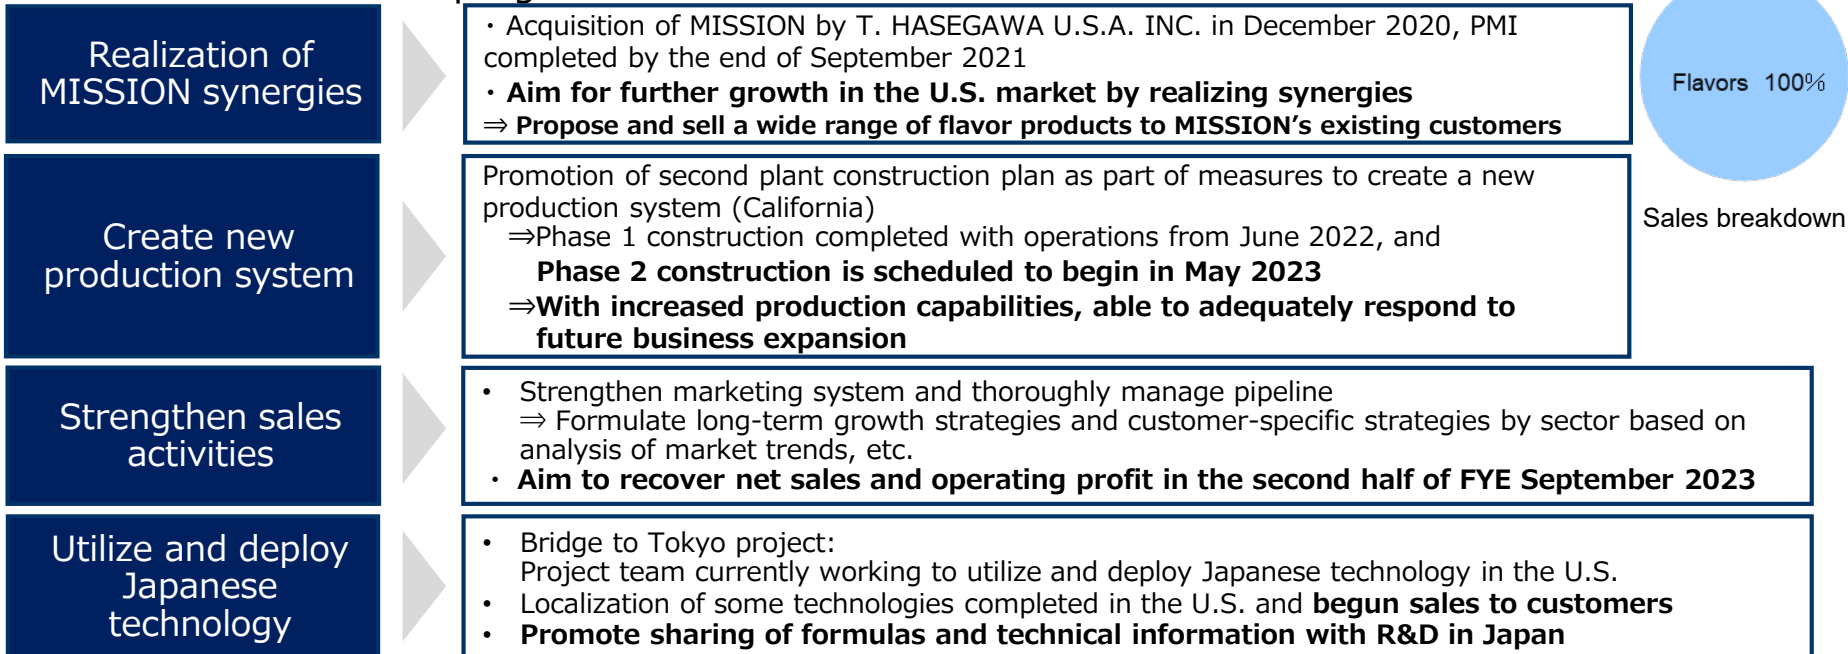 Realization of
MISSION synergies
・Acquisition of MISSION by T. HASEGAWA U.S.A. INC. in December 2020, PMI
completed by the end of September 2021
・Aim for further growth in the U.S. market by realizing synergies
⇒ Propose and sell a wide range of flavor products to MISSION's existing customers
Flavors 100%
Sales breakdown
Create new
production system
Promotion of second plant construction plan as part of measures to create a new
production system (California)
⇒Phase 1 construction completed with operations from June 2022, and
Phase 2 construction is scheduled to begin in May 2023
⇒With increased production capabilities, able to adequately respond to
future business expansion
Strengthen sales
activities
• Strengthen marketing system and thoroughly manage pipeline
⇒ Formulate long-term growth strategies and customer-specific strategies by sector based on
analysis of market trends, etc.
・Aim to recover net sales and operating profit in the second half of FYE September 2023
Utilize and deploy
Japanese
technology
• Bridge to Tokyo project:
Project team currently working to utilize and deploy Japanese technology in the U.S.
• Localization of some technologies completed in the U.S. and begun sales to customers
• Promote sharing of formulas and technical information with R&D in Japan